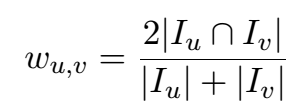 w_{u,v} = \frac{2|I_u \cap I_v|}{|I_u| + |I_v|}